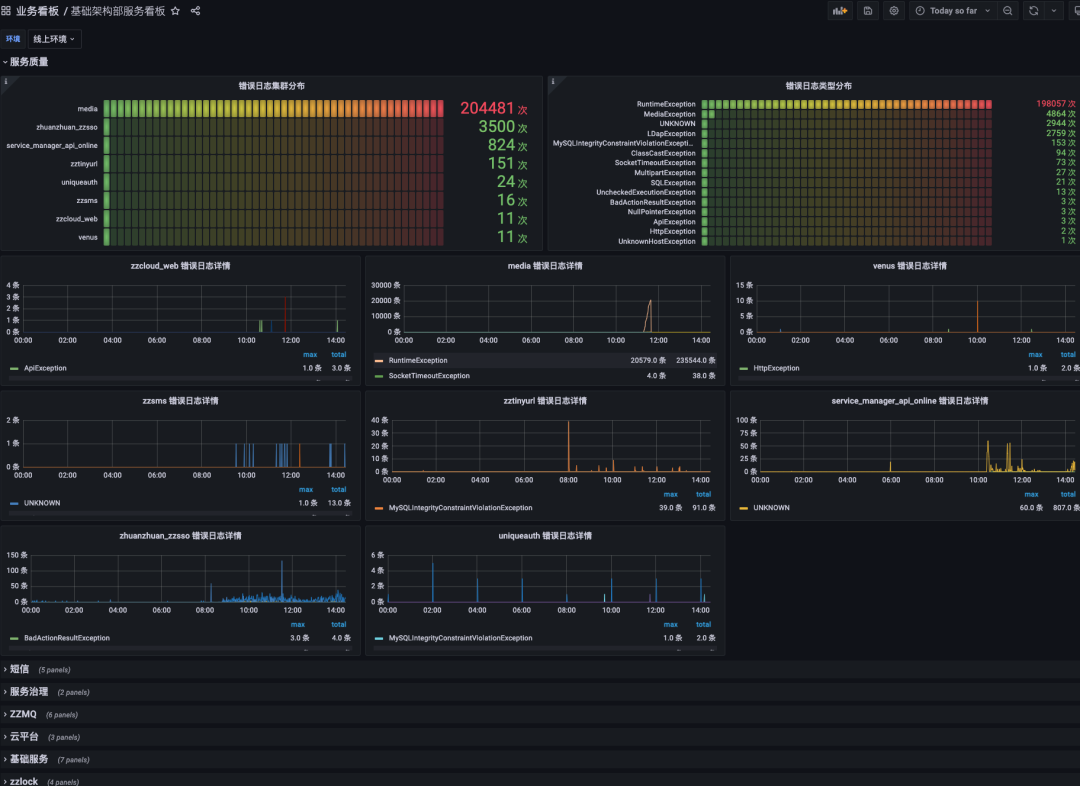 业务看板 / 基础架构部服务看板
Today so far
环境 线上环境
服务质量
错误日志集群分布
media 204481 次
zhuanzhuan_zzsso 3500 次
service_manager_api_online 824 次
zztinyurl 151 次
uniqueauth 24 次
zzsms 16 次
zzcloud_web 11 次
venus 11 次
错误日志类型分布
RuntimeException 198057 次
MediaException 4864 次
UNKNOWN 2944 次
LDapException 2759 次
MySQLIntegrityConstraintViolationExcepti... 153 次
ClassCastException 94 次
SocketTimeoutException 73 次
MultipartException 27 次
SQLException 21 次
UncheckedExecutionException 13 次
BadActionResultException 3 次
NullPointerException 3 次
ApiException 3 次
HttpException 2 次
UnknownHostException 1 次
zzcloud_web 错误日志详情
4 条
3 条
2 条
1 条
0 条
00:00 02:00 04:00 06:00 08:00 10:00 12:00 14:00
max total
ApiException 1.0 条 3.0 条
media 错误日志详情
30000 条
20000 条
10000 条
0 条
00:00 02:00 04:00 06:00 08:00 10:00 12:00 14:00
RuntimeException 20579.0 条 235544.0 条
SocketTimeoutException 4.0 条 38.0 条
venus 错误日志详情
15 条
10 条
5 条
0 条
00:00 02:00 04:00 06:00 08:00 10:00 12:00 14:00
max total
HttpException 1.0 条 2.0 条
zzsms 错误日志详情
2 条
1 条
0 条
00:00 02:00 04:00 06:00 08:00 10:00 12:00 14:00
max total
UNKNOWN 1.0 条 13.0 条
zztinyurl 错误日志详情
40 条
30 条
20 条
10 条
0 条
00:00 02:00 04:00 06:00 08:00 10:00 12:00 14:00
max total
MySQLIntegrityConstraintViolationException 39.0 条 91.0 条
service_manager_api_online 错误日志详情
100 条
75 条
50 条
25 条
0 条
00:00 02:00 04:00 06:00 08:00 10:00 12:00 14:00
max total
UNKNOWN 60.0 条 807.0 条
zhuanzhuan_zzsso 错误日志详情
150 条
100 条
50 条
0 条
00:00 02:00 04:00 06:00 08:00 10:00 12:00 14:00
max total
BadActionResultException 3.0 条 4.0 条
uniqueauth 错误日志详情
6 条
4 条
2 条
0 条
00:00 02:00 04:00 06:00 08:00 10:00 12:00 14:00
max total
MySQLIntegrityConstraintViolationException 1.0 条 2.0 条
短信 (5 panels)
服务治理 (2 panels)
ZZMQ (6 panels)
云平台 (3 panels)
基础服务 (7 panels)
zzlock (4 panels)